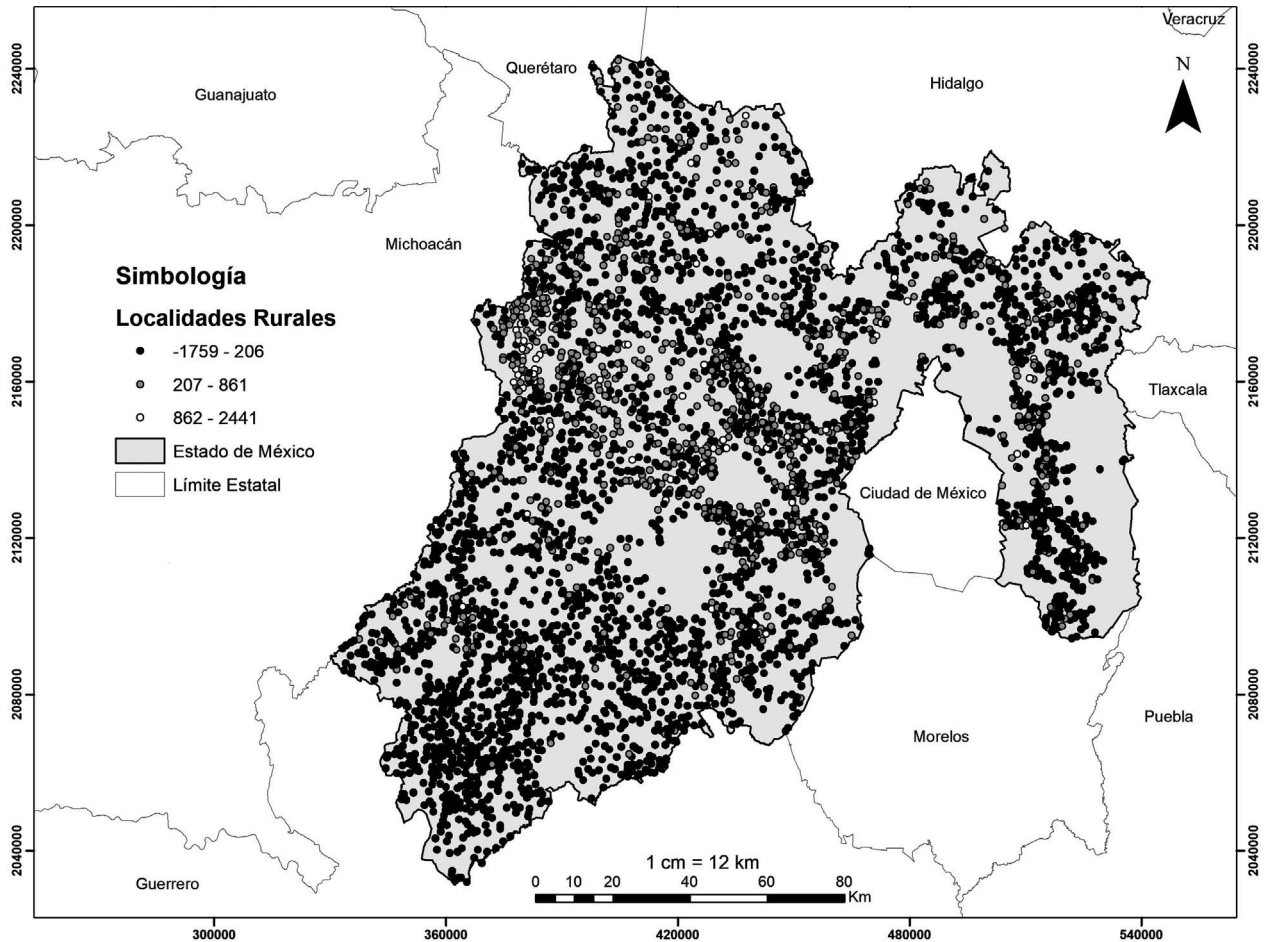 Veracruz
Querétaro
Hidalgo
N
Guanajuato
Michoacán
Simbología
Localidades Rurales
-1759 - 206
207 - 861
862 - 2441
Estado de México
Límite Estatal
Tlaxcala
Ciudad de México
Puebla
Morelos
Guerrero
1 cm = 12 km
0 10 20 40 60 80
Km
2240000
2200000
2160000
2120000
2080000
2040000
2240000
2200000
2160000
2120000
2080000
2040000
300000 360000 420000 480000 540000